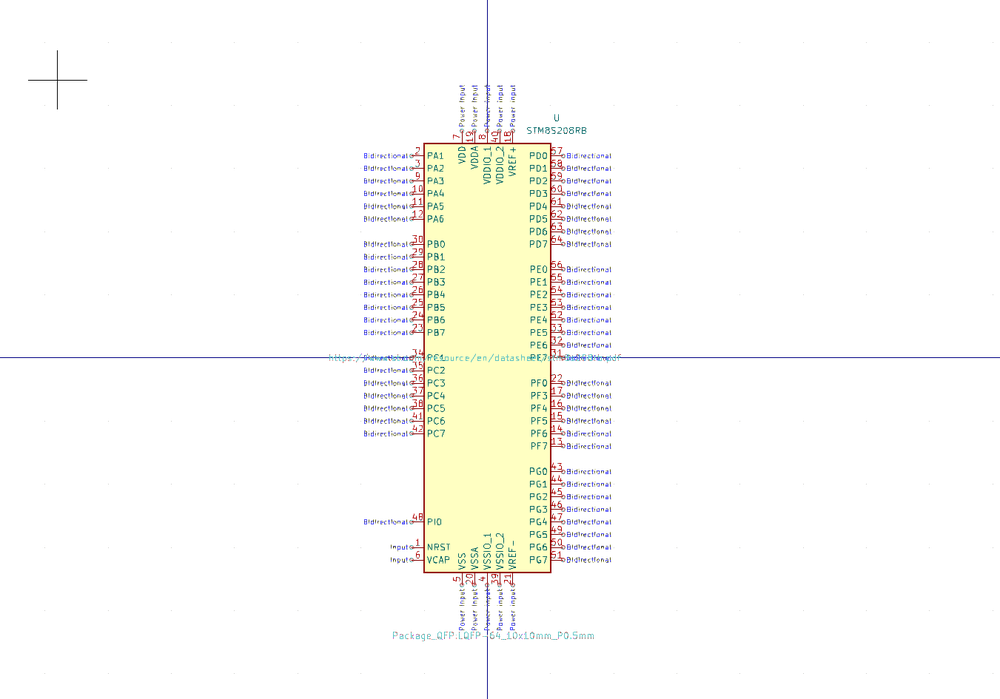 Power Input Power Input Power Input Power Input Power Input
7 19 8 40 18
VDD VDDA VDDIO_1 VDDIO_2 VREF+
U
STM8S208RB
Bidirectional 2 PA1 PD0 57 Bidirectional
Bidirectional 3 PA2 PD1 58 Bidirectional
Bidirectional 9 PA3 PD2 59 Bidirectional
Bidirectional 10 PA4 PD3 60 Bidirectional
Bidirectional 11 PA5 PD4 61 Bidirectional
Bidirectional 12 PA6 PD5 62 Bidirectional
PD6 63 Bidirectional
Bidirectional 30 PB0 PD7 64 Bidirectional
Bidirectional 29 PB1
Bidirectional 28 PB2 PE0 56 Bidirectional
Bidirectional 27 PB3 PE1 55 Bidirectional
Bidirectional 26 PB4 PE2 54 Bidirectional
Bidirectional 25 PB5 PE3 53 Bidirectional
Bidirectional 24 PB6 PE4 52 Bidirectional
Bidirectional 23 PB7 PE5 33 Bidirectional
PE6 32 Bidirectional
34 PC1 PE7 31
Bidirectional 35 PC2
Bidirectional 36 PC3 PF0 22 Bidirectional
Bidirectional 37 PC4 PF3 17 Bidirectional
Bidirectional 38 PC5 PF4 16 Bidirectional
Bidirectional 41 PC6 PF5 15 Bidirectional
Bidirectional 42 PC7 PF6 14 Bidirectional
PF7 13 Bidirectional
PG0 43 Bidirectional
PG1 44 Bidirectional
PG2 45 Bidirectional
PG3 46 Bidirectional
Bidirectional 48 PI0 PG4 47 Bidirectional
PG5 49 Bidirectional
Input 1 NRST PG6 50 Bidirectional
Input 6 VCAP PG7 51 Bidirectional
VSS VSSA VSSIO_1 VSSIO_2 VREF-
5 20 4 39 21
Power Input Power Input Power Input Power Input Power Input
Package_QFP:LQFP-64_10x10mm_P0.5mm